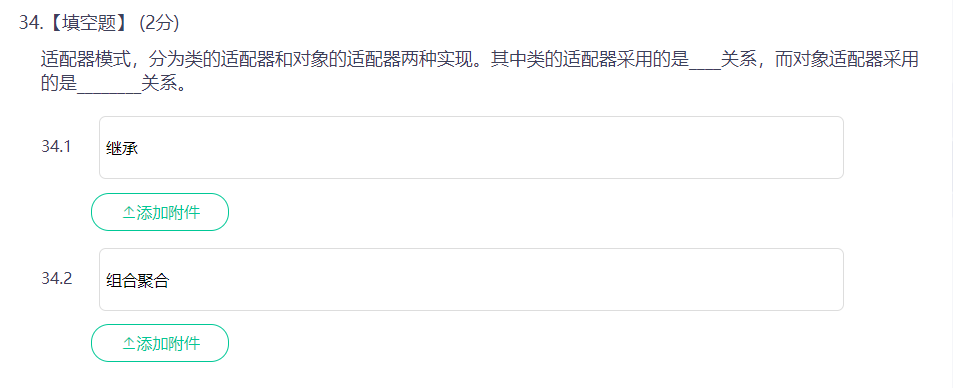 34.【填空题】 (2分)
适配器模式，分为类的适配器和对象的适配器两种实现。其中类的适配器采用的是____关系，而对象适配器采用
的是________关系。
34.1
继承
添加附件
34.2
组合聚合
添加附件